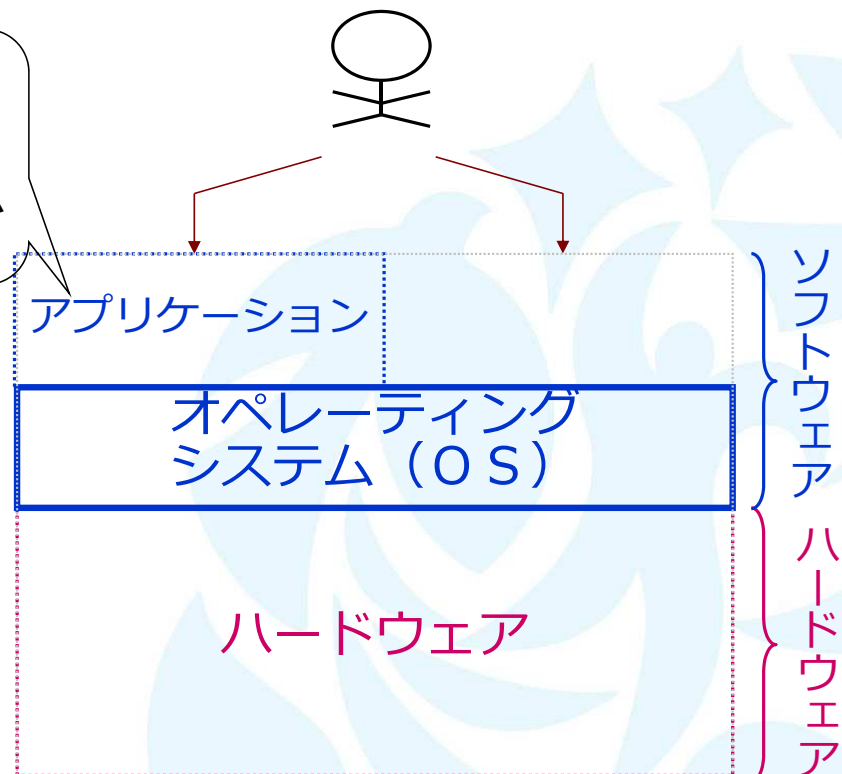 アプリケーション
オペレーティング
システム（ＯＳ）
ハードウェア
ソフトウェア
ハードウェア